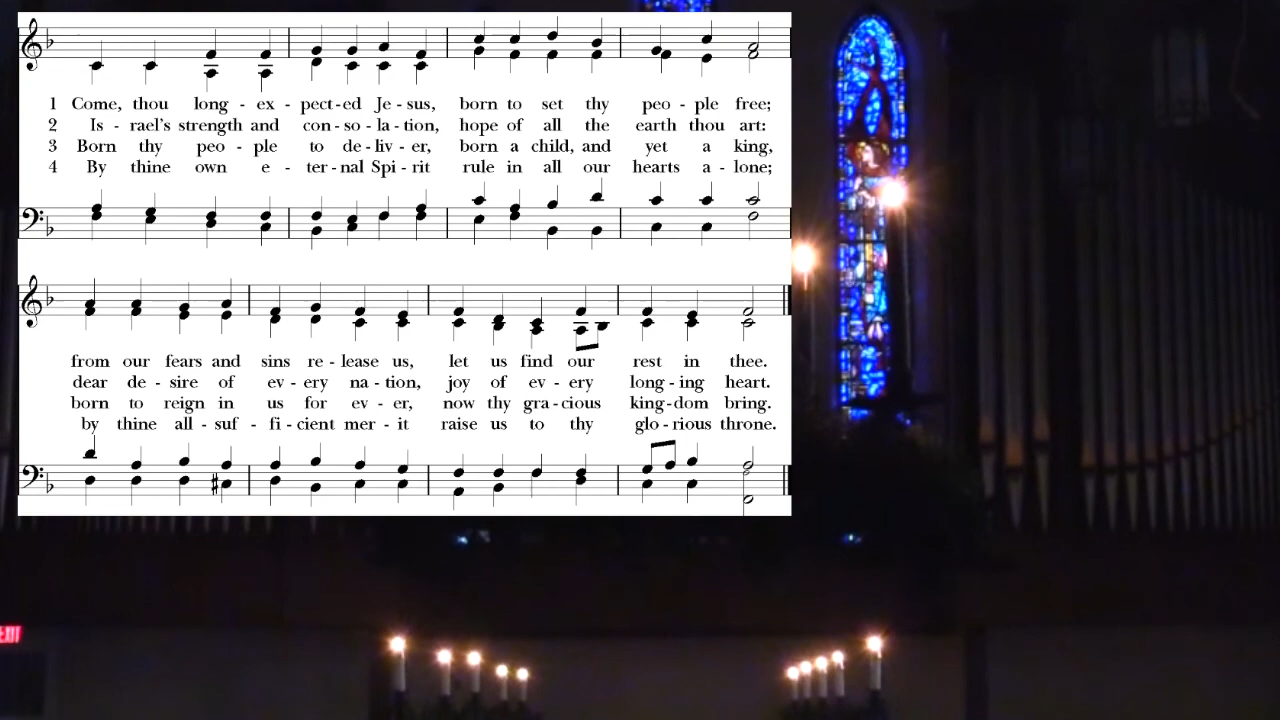 1 Come, thou long - ex - pect - ed Je - sus, born to set thy peo - ple free;
2 Is - rael's strength and con - so - la - tion, hope of all the earth thou art:
3 Born thy peo - ple to de - liv - er, born a child, and yet a king,
4 By thine own e - ter - nal Spi - rit rule in all our hearts a - lone;
from our fears and sins re - lease us, let us find our rest in thee.
dear de - sire of ev - ery na - tion, joy of ev - ery long - ing heart.
born to reign in us for ev - er, now thy gra - cious king - dom bring.
by thine all - suf - fi - cient mer - it raise us to thy glo - rious throne.